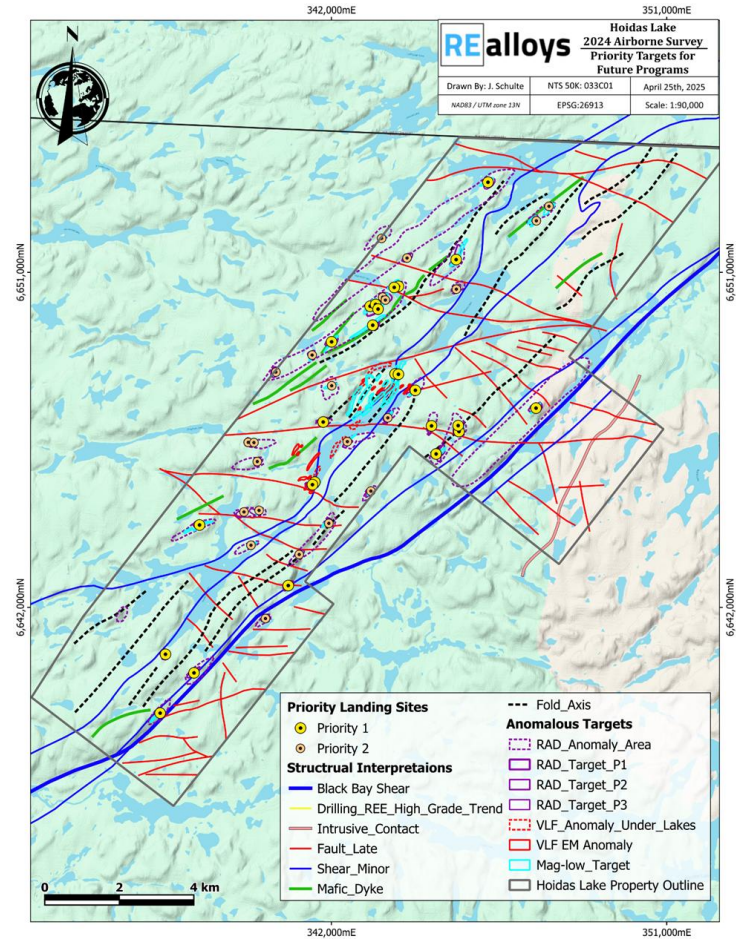 342,000mE
351,000mE
REalloys
Hoidas Lake
2024 Airborne Survey
Priority Targets for
Future Programs
Drawn By: J. Schulte
NTS 50K: 033C01
April 25th, 2025
NAD83 / UTM zone 13N
EPSG:26913
Scale: 1:90,000
N
6,651,000mN
6,651,000mN
6,642,000mN
6,642,000mN
Priority Landing Sites
Priority 1
Priority 2
Structrual Interpretaions
Black Bay Shear
Drilling_REE_High_Grade_Trend
Intrusive_Contact
Fault_Late
Shear_Minor
Mafic_Dyke
Fold_Axis
Anomalous Targets
RAD_Anomaly_Area
RAD_Target_P1
RAD_Target_P2
RAD_Target_P3
VLF_Anomaly_Under_Lakes
VLF EM Anomaly
Mag-low_Target
Hoidas Lake Property Outline
0 2 4 km
342,000mE
351,000mE